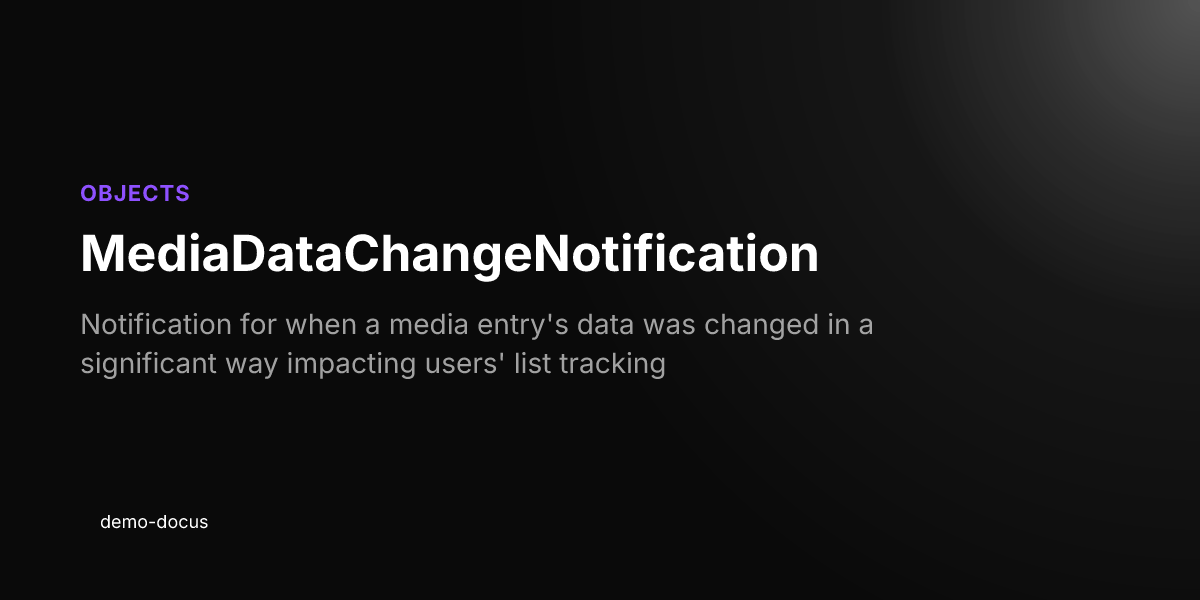 OBJECTS
MediaDataChangeNotification
Notification for when a media entry's data was changed in a
significant way impacting users' list tracking
demo-docus